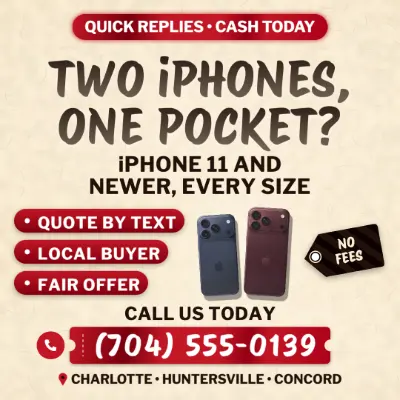 QUICK REPLIES • CASH TODAY
TWO iPHONES,
ONE POCKET?
iPHONE 11 AND
NEWER, EVERY SIZE
• QUOTE BY TEXT
• LOCAL BUYER
• FAIR OFFER
NO
FEES
CALL US TODAY
(704) 555-0139
CHARLOTTE • HUNTERSVILLE • CONCORD